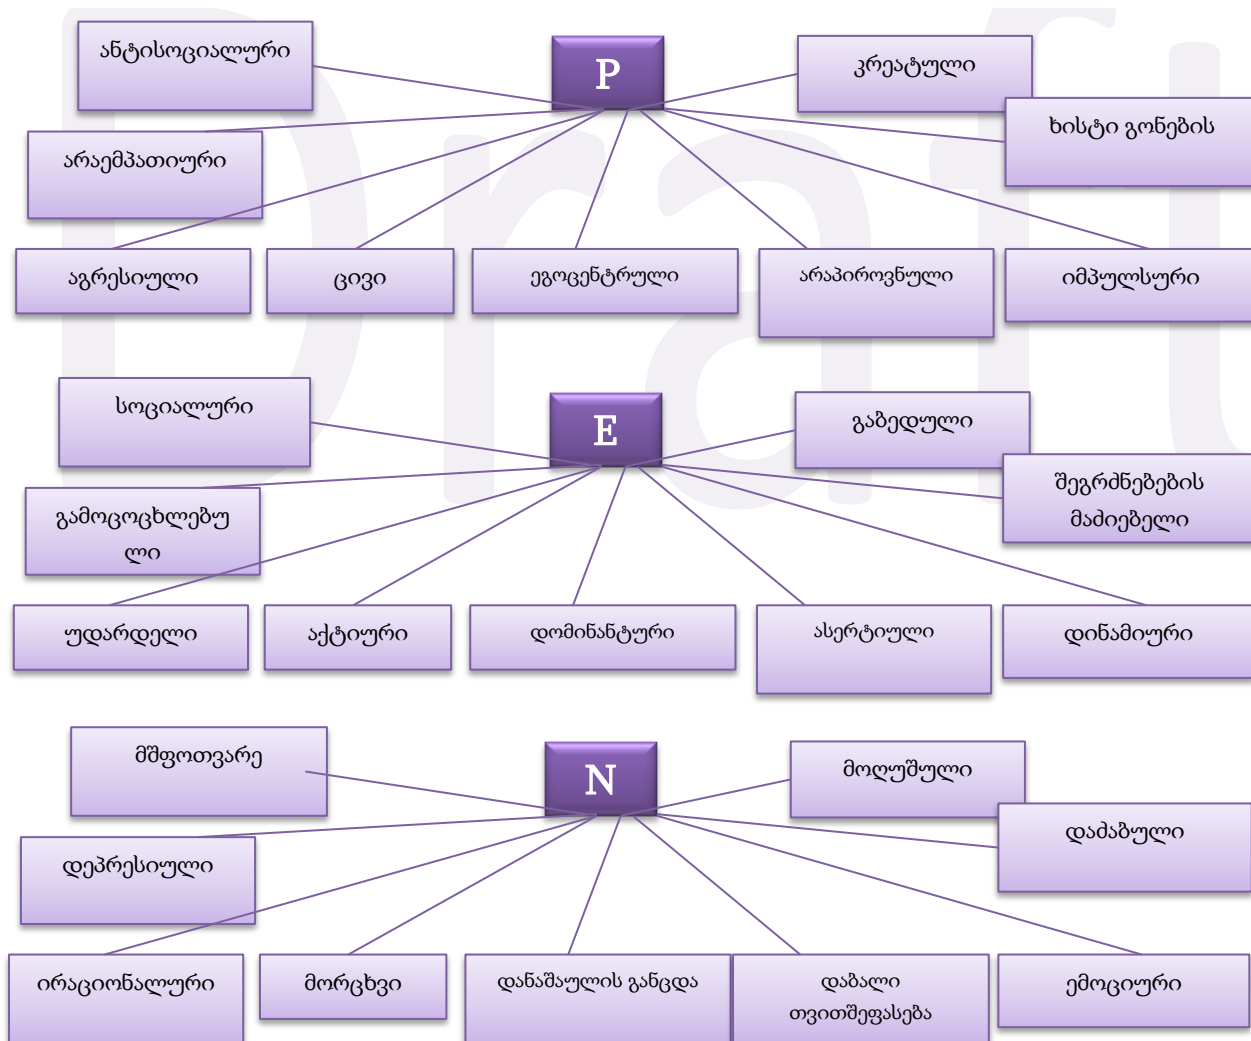 ანტისოციალური
P
კრეატული
ხისტი გონების
არაემპათიური
აგრესიული
ცივი
ეგოცენტრული
არაპიროვნული
იმპულსური
სოციალური
E
გაბედული
შეგრძნებების
მაძიებელი
გამოცოცხლებუ
ლი
უდარდელი
აქტიური
დომინანტური
ასერტიული
დინამიური
მშფოთვარე
N
მოღუშული
დაძაბული
დეპრესიული
ირაციონალური
მორცხვი
დანაშაულის განცდა
დაბალი
თვითშეფასება
ემოციური
Draft